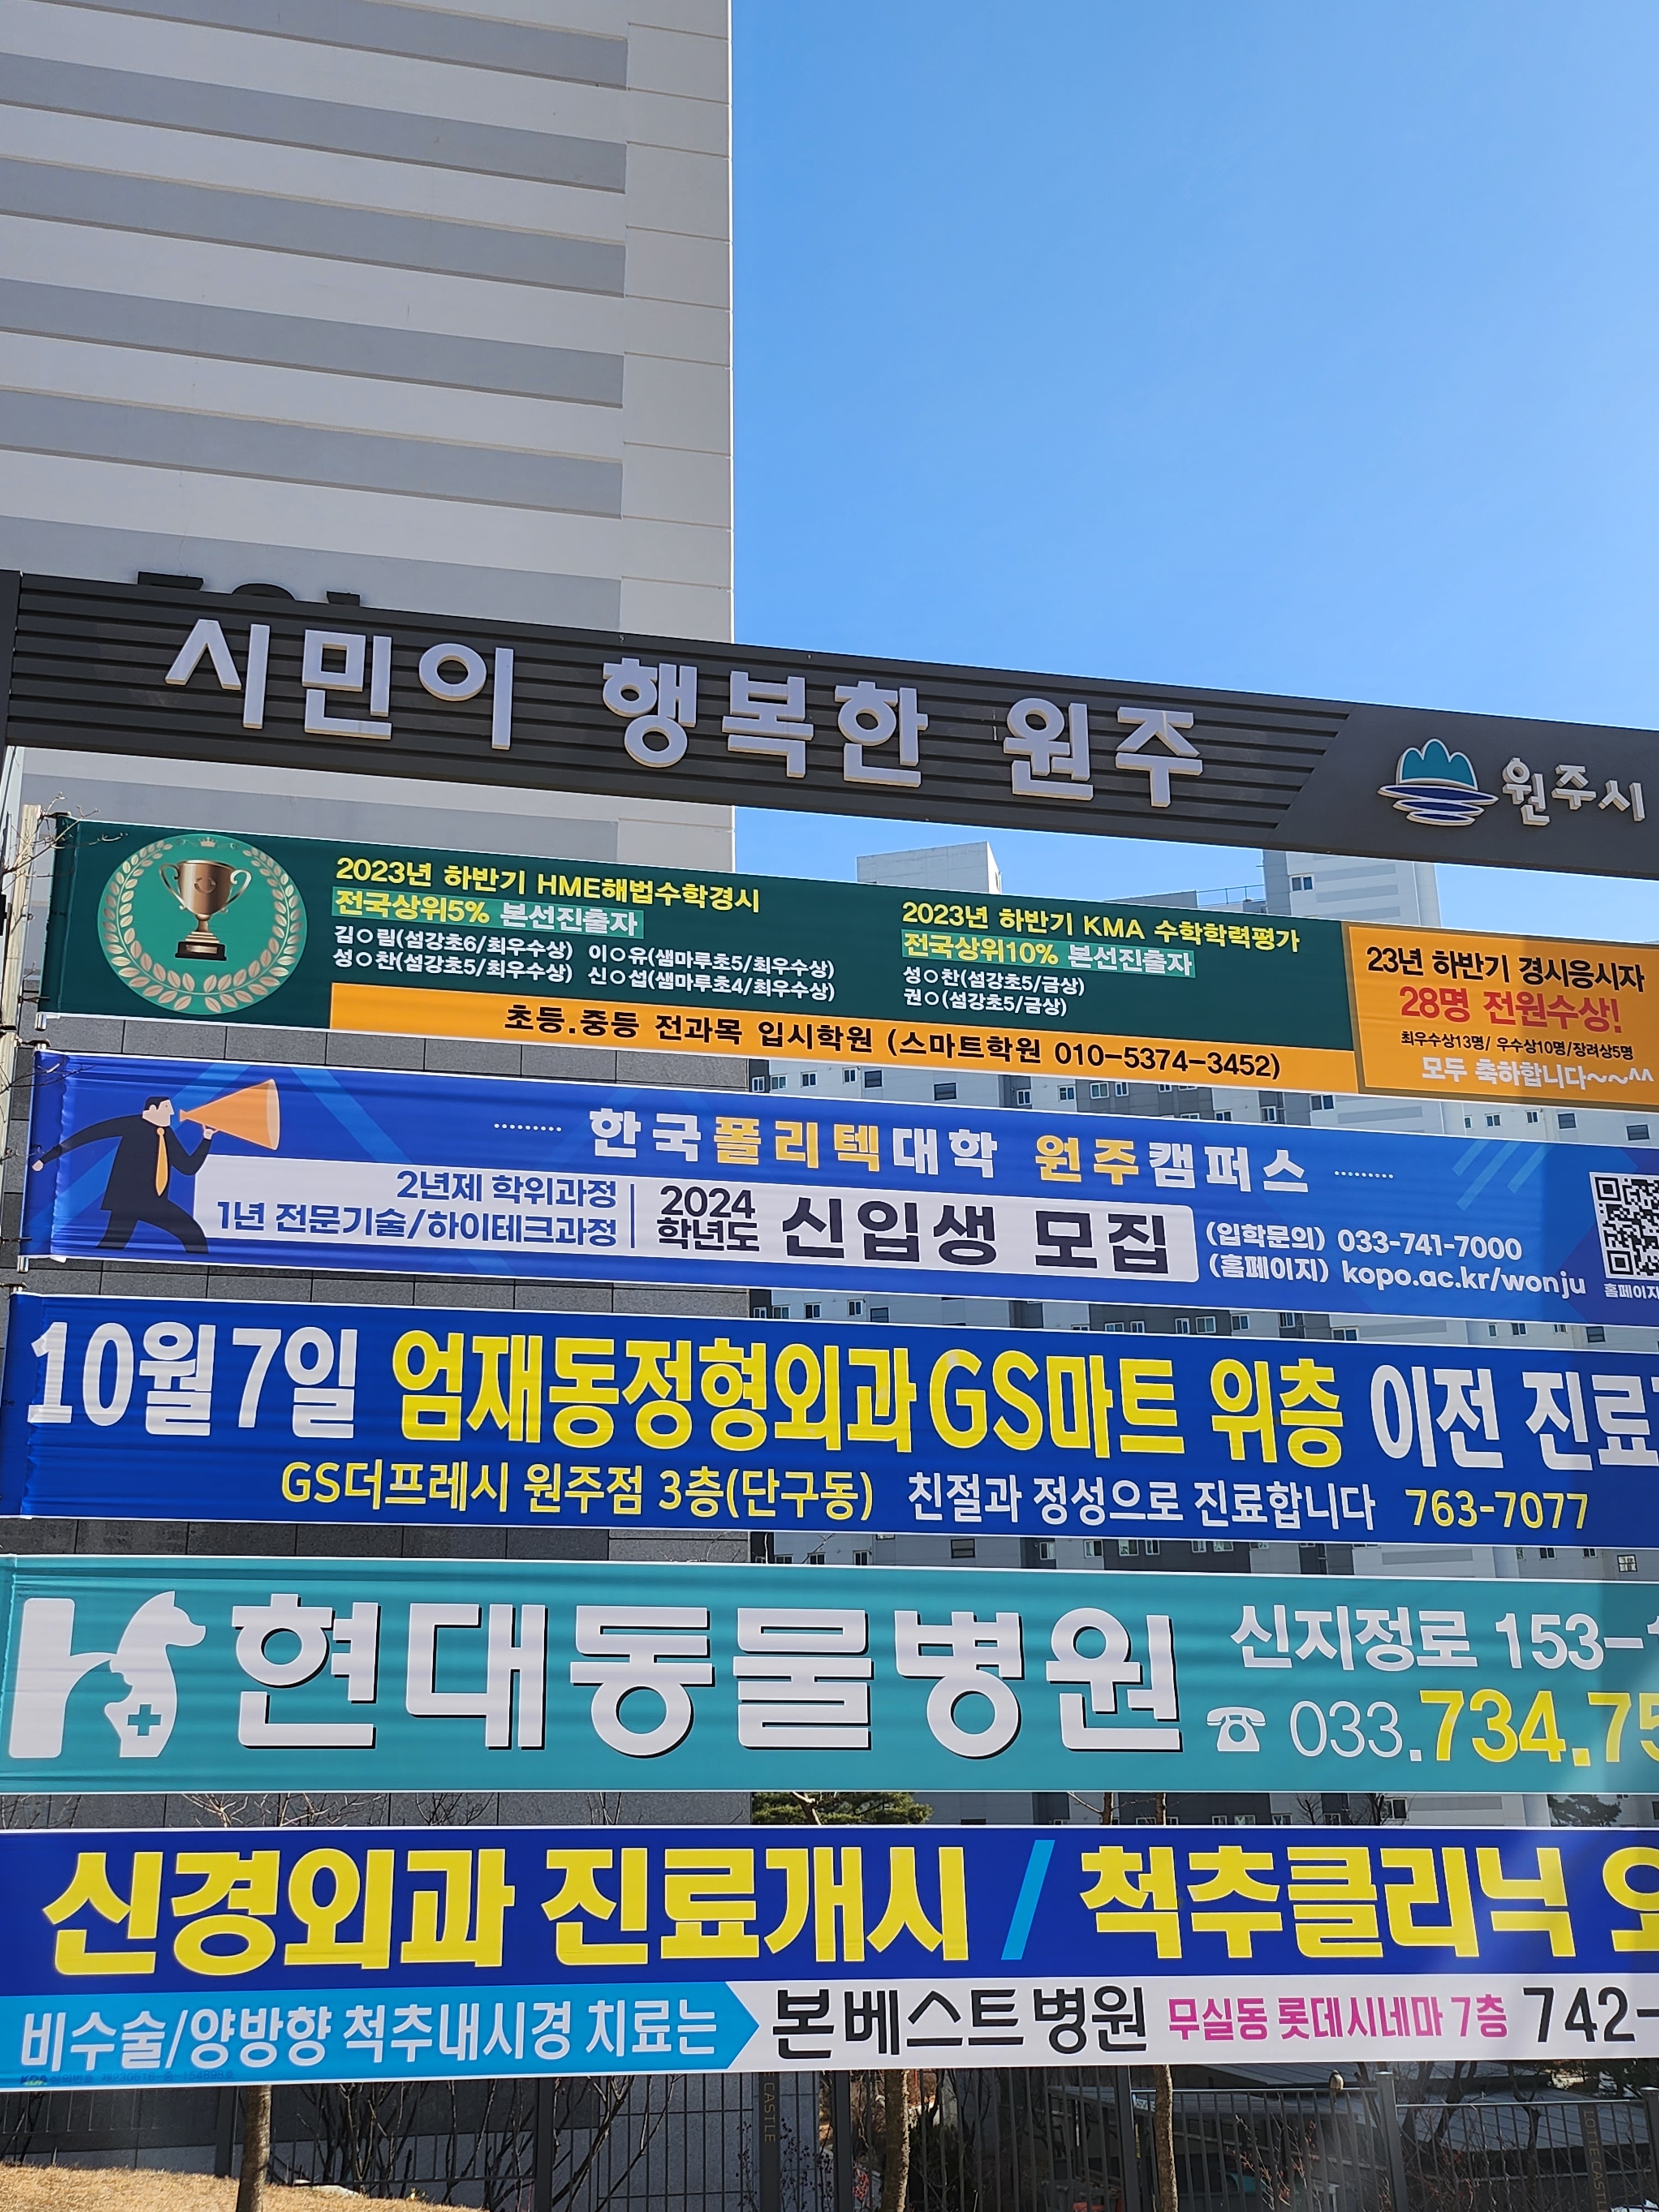 시민이 행복한 원주
원주시
2023년 하반기 HME해법수학경시
전국상위5% 본선진출자
김○림(섬강초6/최우수상) 이○유(샘마루초5/최우수상)
성○찬(섬강초5/최우수상) 신○섭(샘마루초4/최우수상)
2023년 하반기 KMA 수학학력평가
전국상위10% 본선진출자
성○찬(섬강초5/금상)
권○(섬강초5/금상)
초등.중등 전과목 입시학원 (스마트학원 010-5374-3452)
23년 하반기 경시응시자
28명 전원수상!
최우수상13명/ 우수상10명/장려상5명
모두 축하합니다~~^^
한국폴리텍대학 원주캠퍼스
2년제 학위과정
1년 전문기술/하이테크과정
2024
학년도
신입생 모집
(입학문의) 033-741-7000
(홈페이지) kopo.ac.kr/wonju
홈페이지
10월 7일 엄재동정형외과 GS마트 위층 이전 진료
GS더프레시 원주점 3층(단구동) 친절과 정성으로 진료합니다 763-7077
현대동물병원
신지정로 153-1
☎ 033.734.75
신경외과 진료개시 / 척추클리닉
비수술/양방향 척추내시경 치료는 본베스트병원 무실동 롯데시네마 7층 742-
CASTLE
LOTTE CASTLE